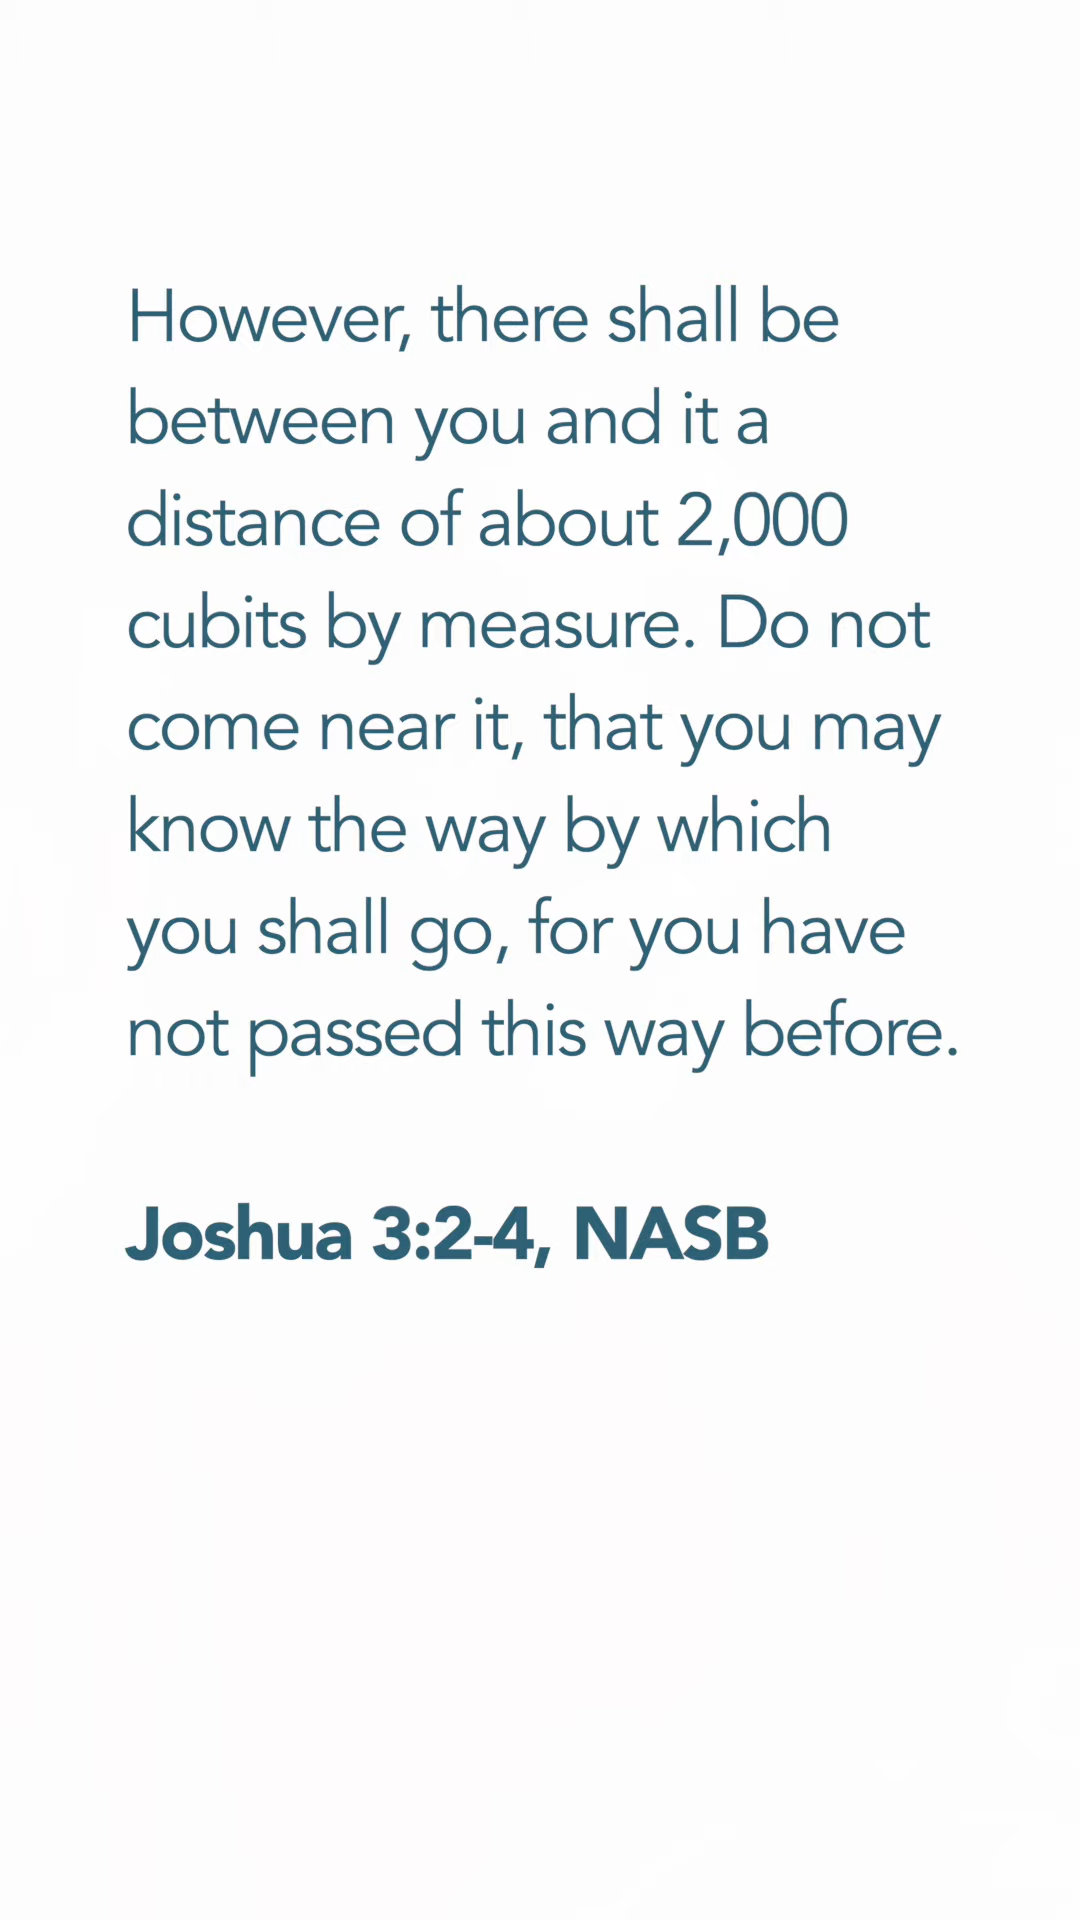 However, there shall be
between you and it a
distance of about 2,000
cubits by measure. Do not
come near it, that you may
know the way by which
you shall go, for you have
not passed this way before.
Joshua 3:2-4, NASB